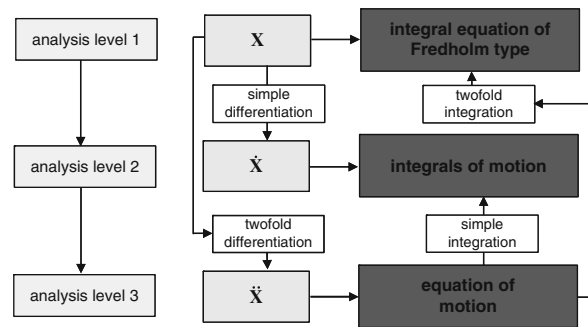 analysis level 1
X
integral equation of
Fredholm type
simple
differentiation
twofold
integration
analysis level 2
Ẋ
integrals of motion
twofold
differentiation
simple
integration
analysis level 3
Ẍ
equation of
motion